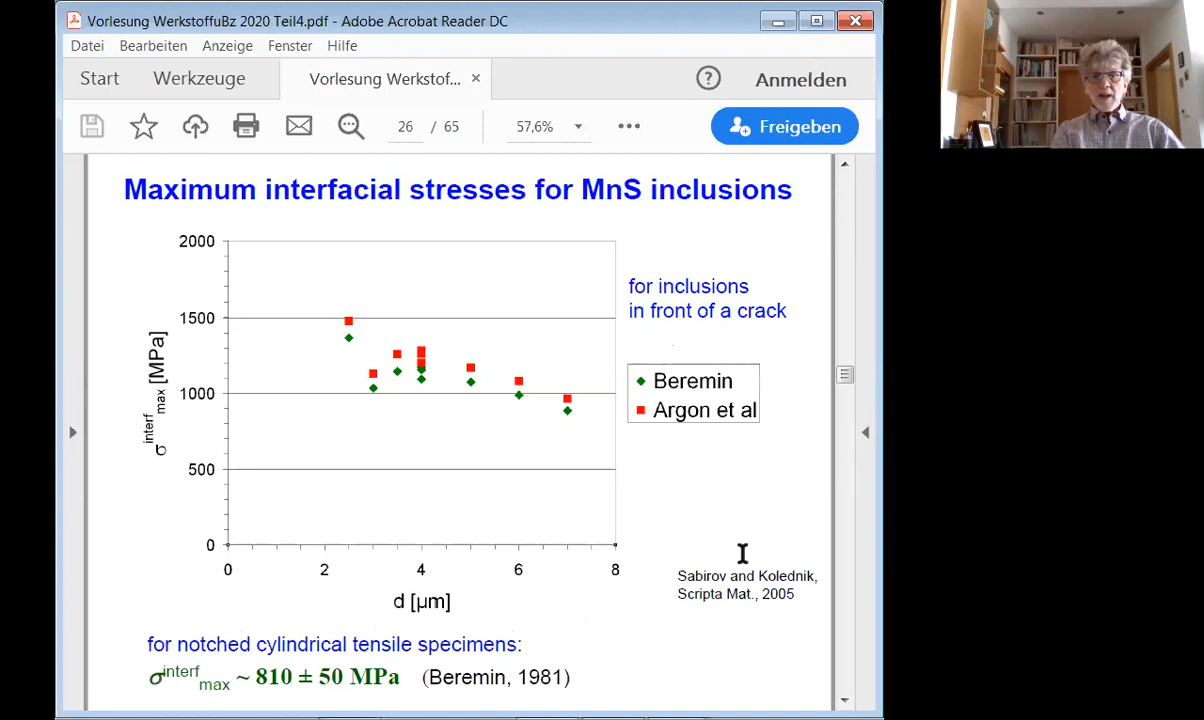 Vorlesung WerkstoffuBz 2020 Teil4.pdf - Adobe Acrobat Reader DC
Datei Bearbeiten Anzeige Fenster Hilfe
Start Werkzeuge Vorlesung Werkstof... × ? Anmelden
26 / 65 57,6% Freigeben
Maximum interfacial stresses for MnS inclusions
2000
1500
1000
500
0
σ^interf_max [MPa]
0 2 4 6 8
d [µm]
for inclusions
in front of a crack
Beremin
Argon et al
Sabirov and Kolednik,
Scripta Mat., 2005
for notched cylindrical tensile specimens:
σ^interf_max ~ 810 ± 50 MPa (Beremin, 1981)